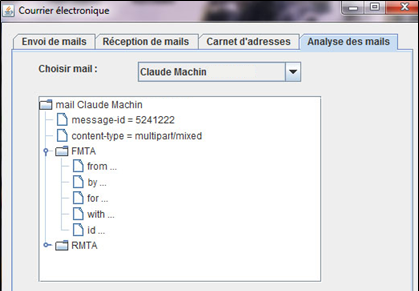 Courrier électronique
Envoi de mails Réception de mails Carnet d'adresses Analyse des mails
Choisir mail : Claude Machin
mail Claude Machin
message-id = 5241222
content-type = multipart/mixed
FMTA
from ...
by ...
for ...
with ...
id ...
RMTA